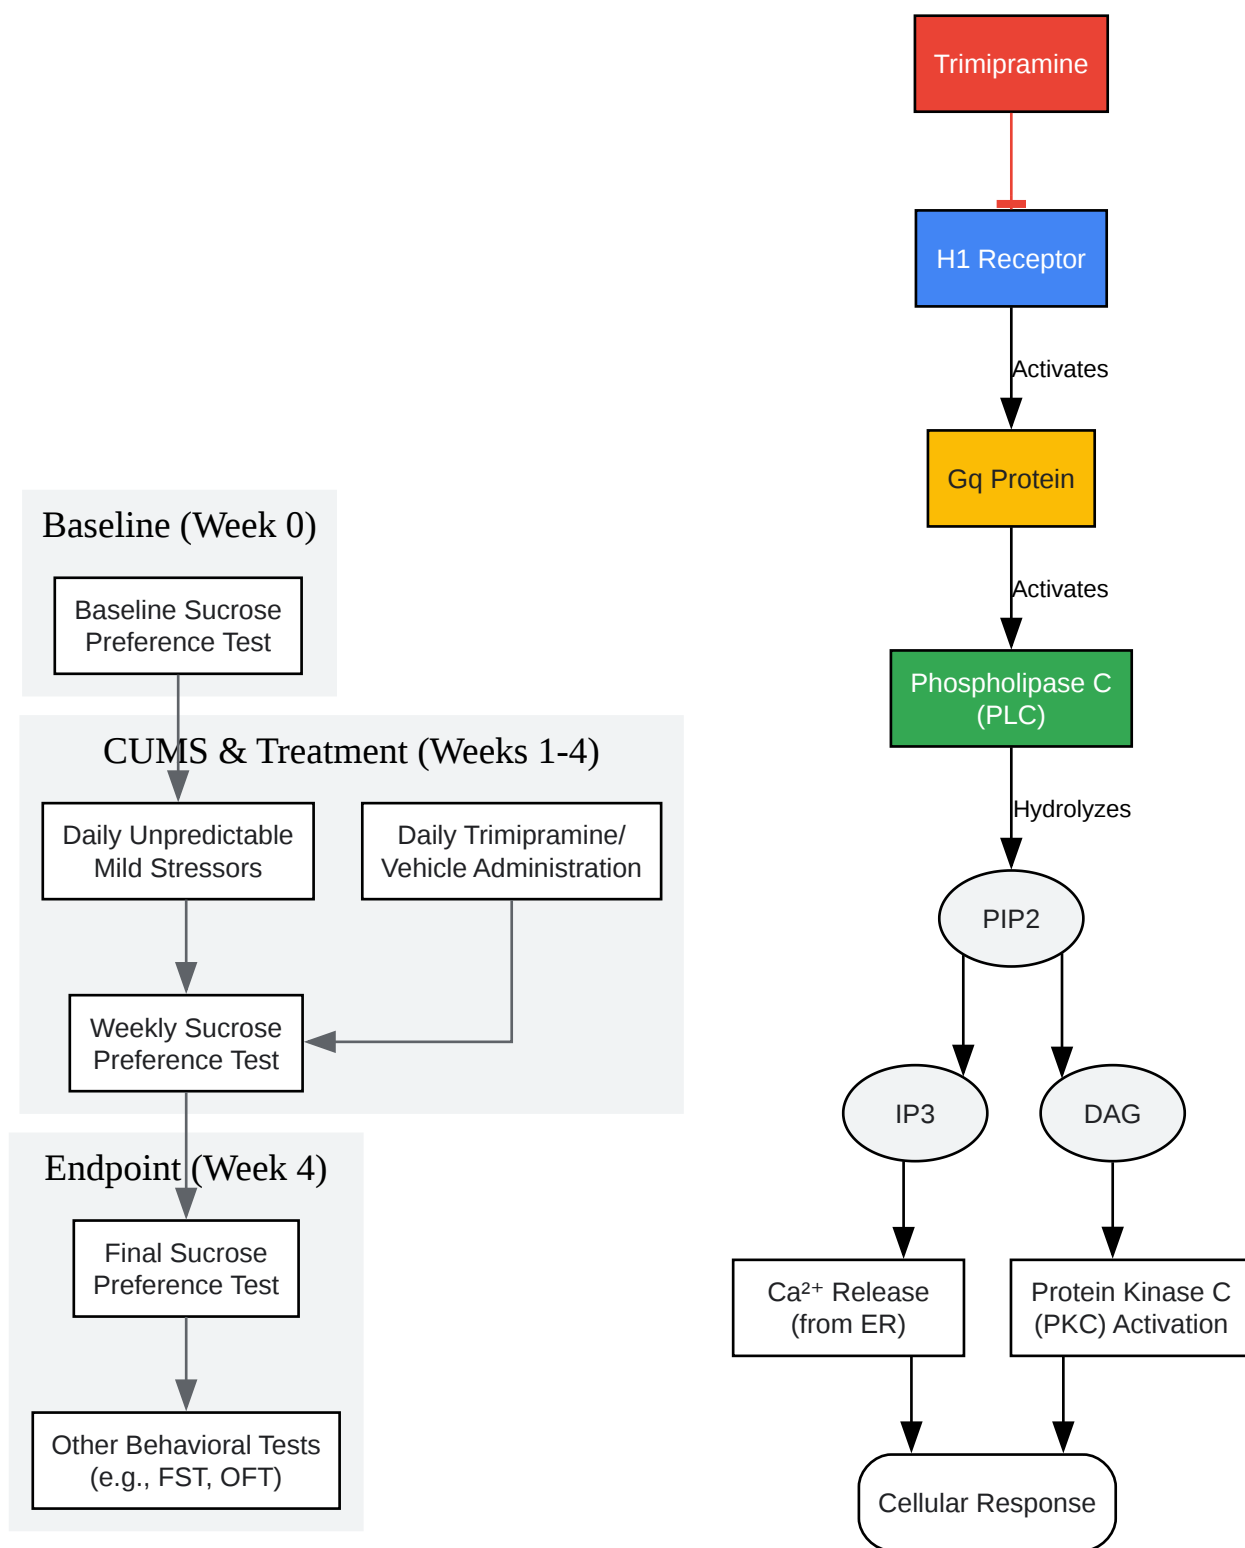 Baseline (Week 0)
Baseline Sucrose
Preference Test
CUMS & Treatment (Weeks 1-4)
Daily Unpredictable
Mild Stressors
Daily Trimipramine/
Vehicle Administration
Weekly Sucrose
Preference Test
Endpoint (Week 4)
Final Sucrose
Preference Test
Other Behavioral Tests
(e.g., FST, OFT)
Trimipramine
H1 Receptor
Activates
Gq Protein
Activates
Phospholipase C
(PLC)
Hydrolyzes
PIP2
IP3
DAG
Ca²⁺ Release
(from ER)
Protein Kinase C
(PKC) Activation
Cellular Response